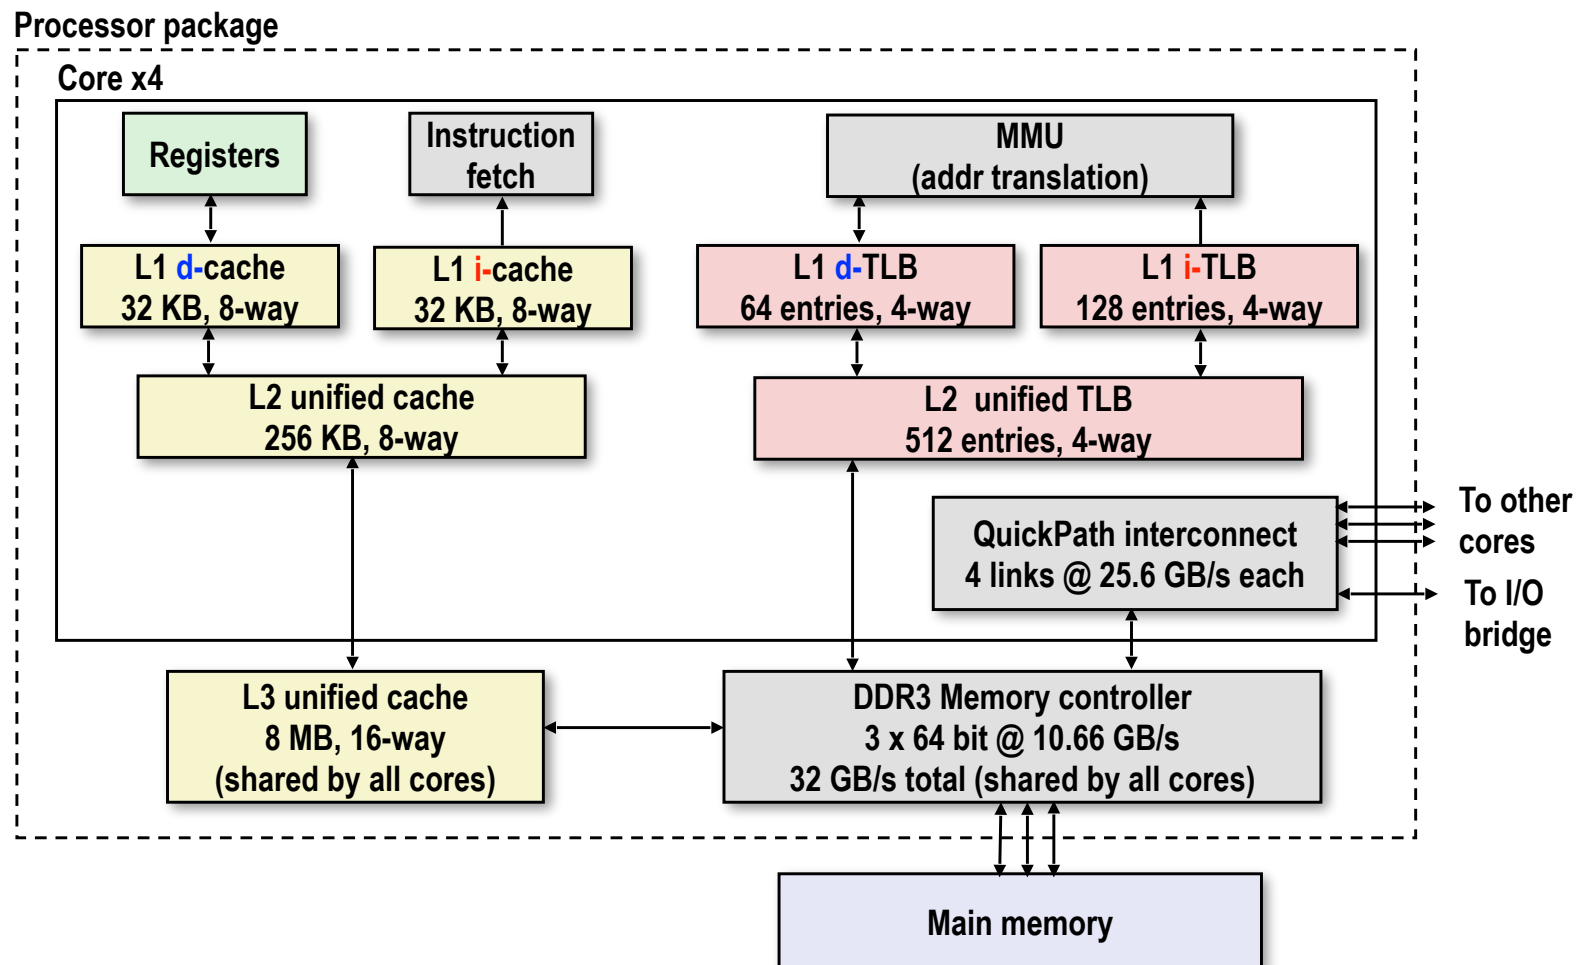 Processor package
Core x4
Registers
Instruction
fetch
MMU
(addr translation)
L1 d-cache
32 KB, 8-way
L1 i-cache
32 KB, 8-way
L1 d-TLB
64 entries, 4-way
L1 i-TLB
128 entries, 4-way
L2 unified cache
256 KB, 8-way
L2 unified TLB
512 entries, 4-way
QuickPath interconnect
4 links @ 25.6 GB/s each
To other
cores
To I/O
bridge
L3 unified cache
8 MB, 16-way
(shared by all cores)
DDR3 Memory controller
3 x 64 bit @ 10.66 GB/s
32 GB/s total (shared by all cores)
Main memory